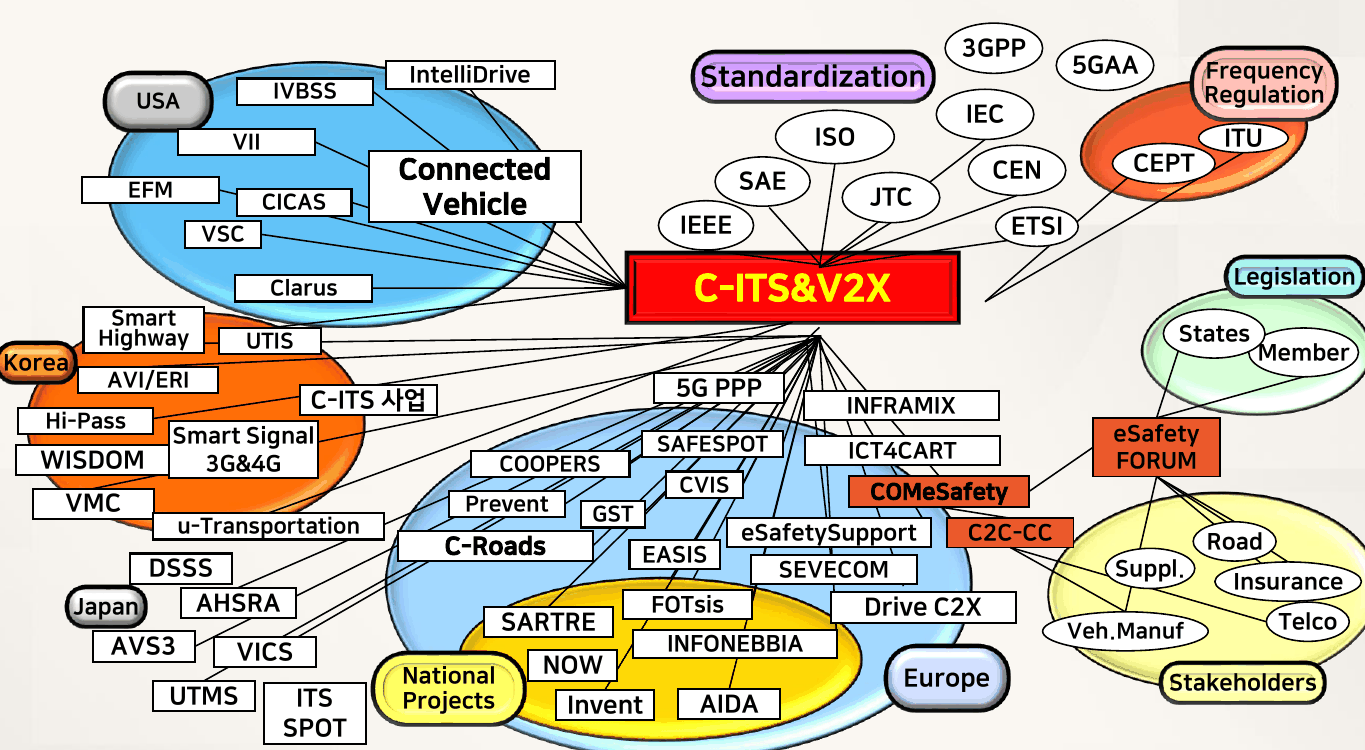 USA
IVBSS
IntelliDrive
VII
Connected
Vehicle
EFM
CICAS
VSC
Clarus
Standardization
3GPP
5GAA
ISO
IEC
SAE
JTC
CEN
IEEE
ETSI
Frequency
Regulation
ITU
CEPT
C-ITS&V2X
Legislation
States
Member
Korea
Smart
Highway
UTIS
AVI/ERI
C-ITS 사업
Hi-Pass
Smart Signal
3G&4G
WISDOM
VMC
u-Transportation
Japan
DSSS
AHSRA
AVS3
VICS
UTMS
ITS
SPOT
5G PPP
INFRAMIX
SAFESPOT
ICT4CART
COOPERS
CVIS
COMeSafety
Prevent
GST
C-Roads
eSafetySupport
C2C-CC
EASIS
SEVECOM
FOTsis
Drive C2X
SARTRE
INFONEBBIA
NOW
Invent
AIDA
National
Projects
Europe
eSafety
FORUM
Road
Suppl.
Insurance
Telco
Veh.Manuf
Stakeholders